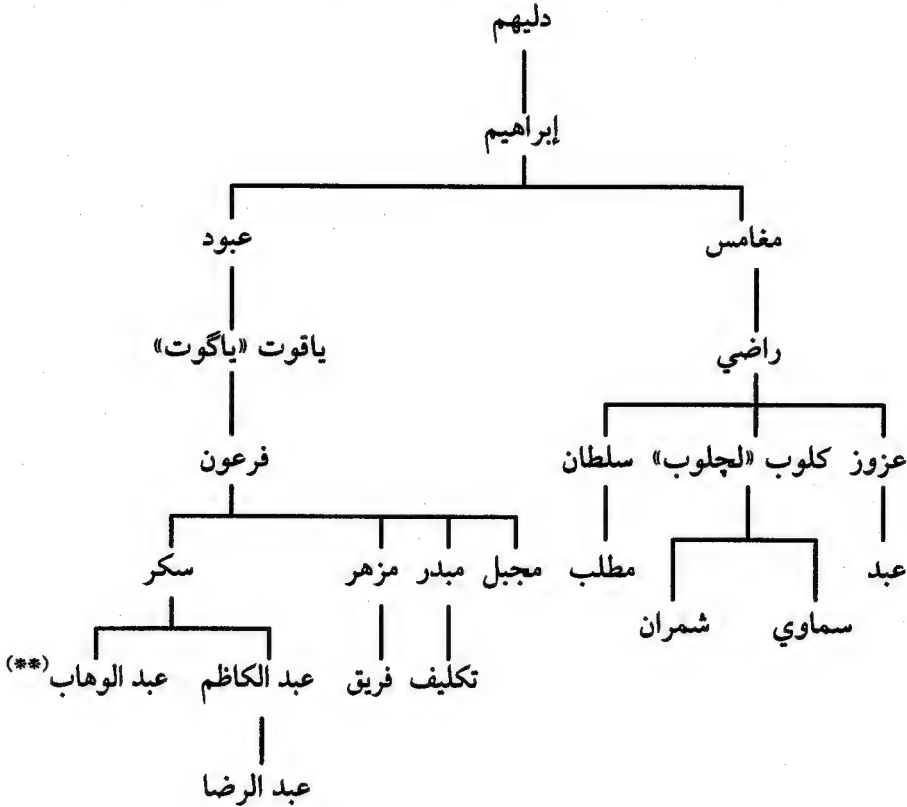 دليهم
إبراهيم
مغامس عبود
راضي ياقوت «ياگوت»
عزوز كلوب «لچلوب» سلطان فرعون
عبد مطلب مجبل مبدر مزهر سكر
سماوي شمران تكليف فريق عبد الكاظم عبد الوهاب(**)
عبد الرضا